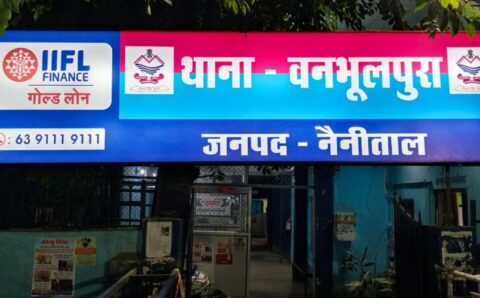 IIFL
FINANCE
गोल्ड लोन
63 9111 9111
थाना - वनभूलपुरा
जनपद - नैनीताल